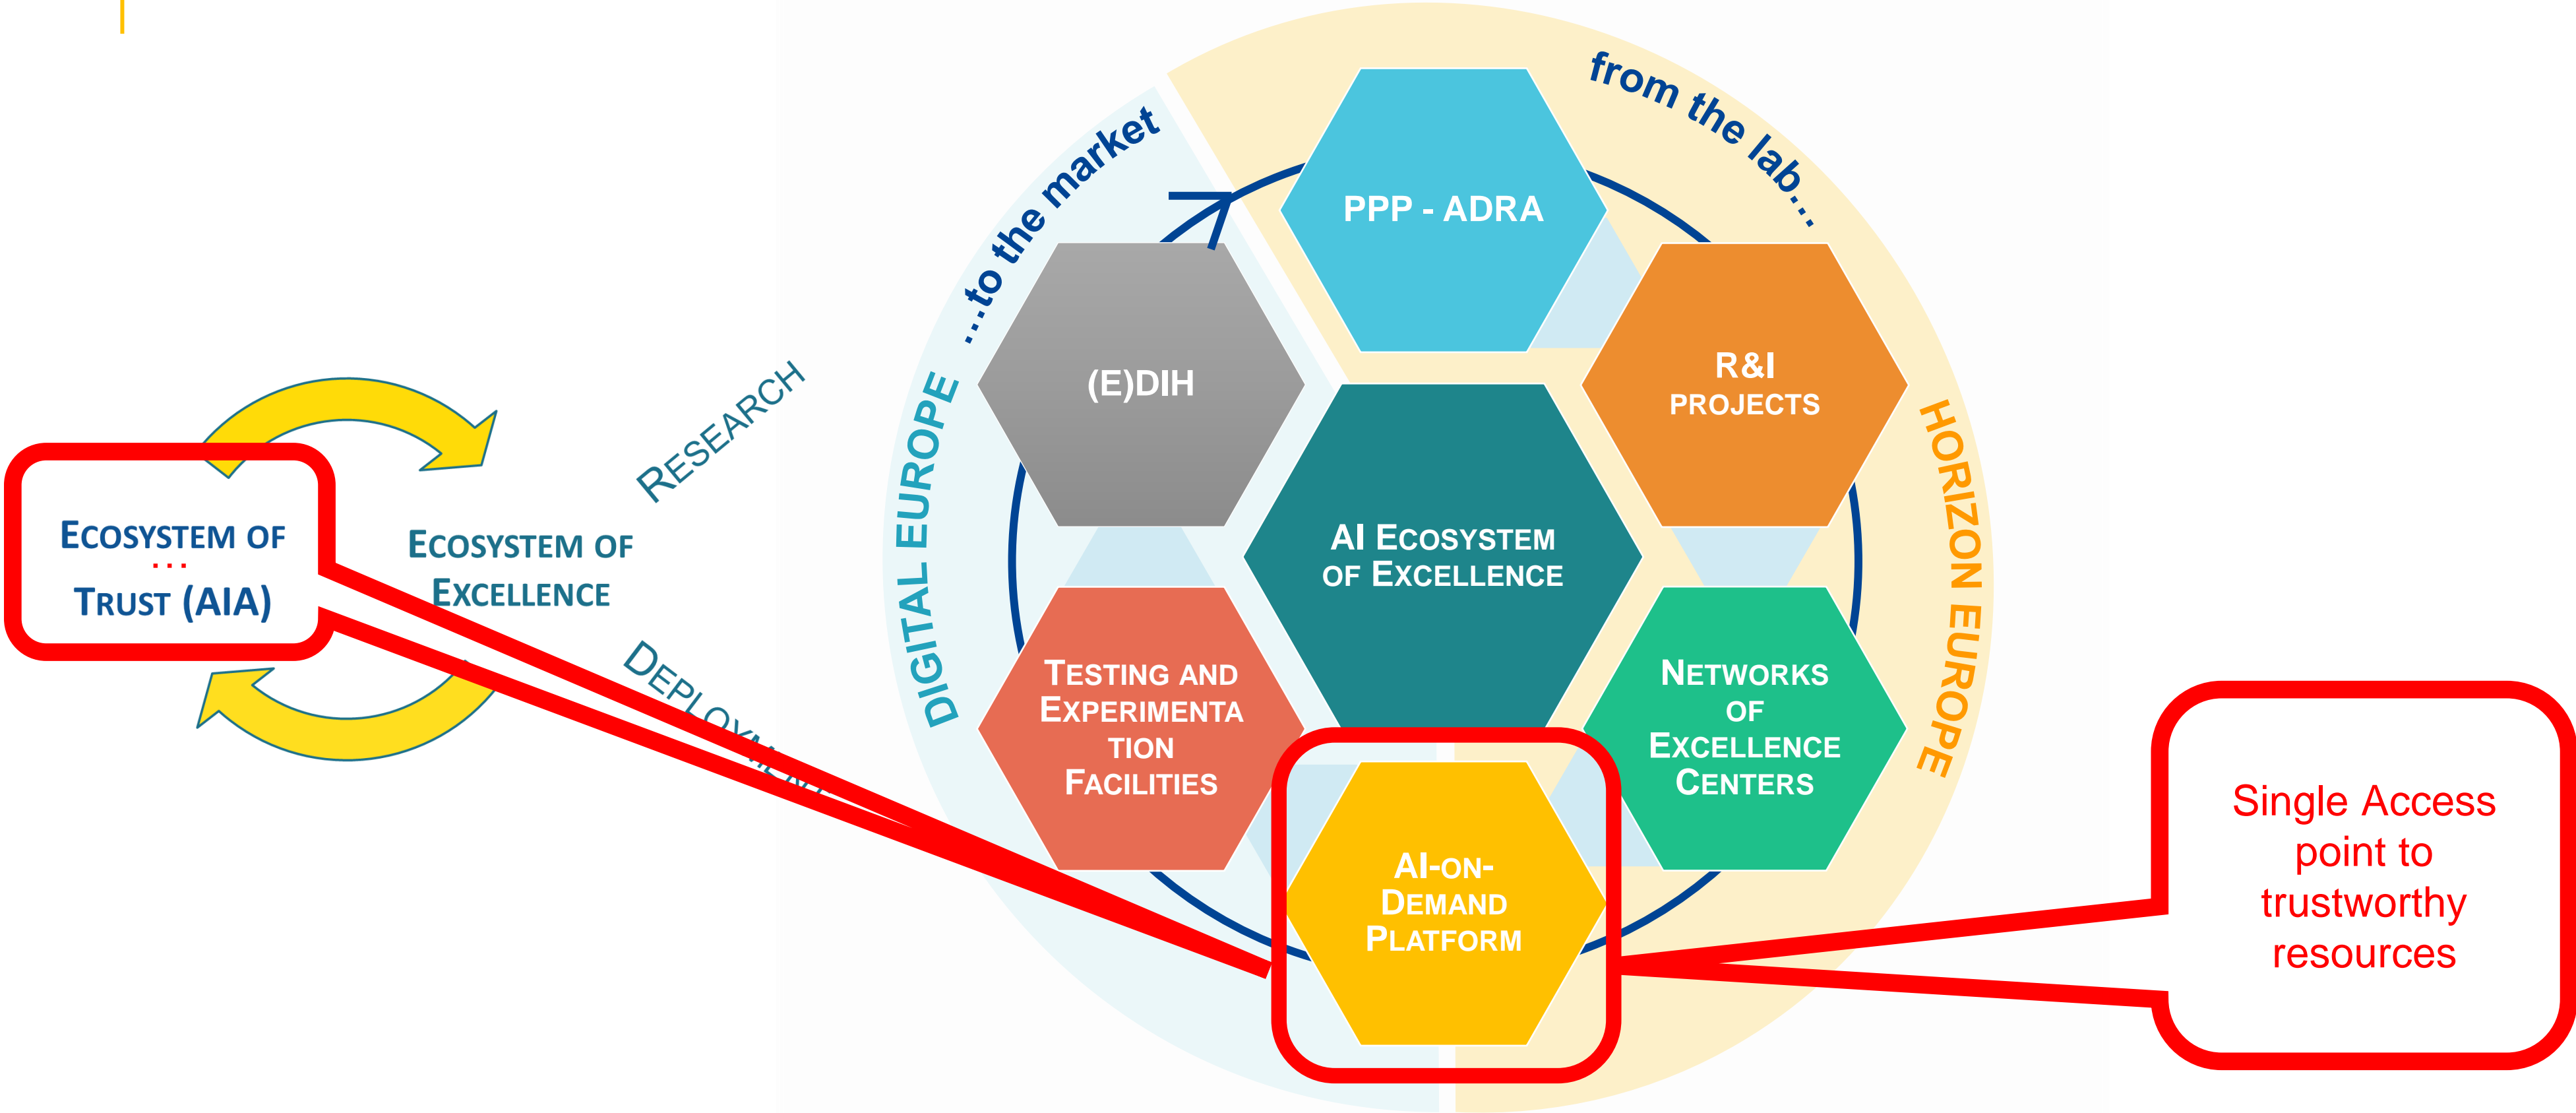 from the lab...
...to the market
PPP - ADRA
(E)DIH
R&I
PROJECTS
DIGITAL EUROPE
HORIZON EUROPE
RESEARCH
ECOSYSTEM OF
...
TRUST (AIA)
ECOSYSTEM OF
EXCELLENCE
AI ECOSYSTEM
OF EXCELLENCE
TESTING AND
EXPERIMENTA
TION
FACILITIES
NETWORKS
OF
EXCELLENCE
CENTERS
AI-ON-
DEMAND
PLATFORM
Single Access
point to
trustworthy
resources